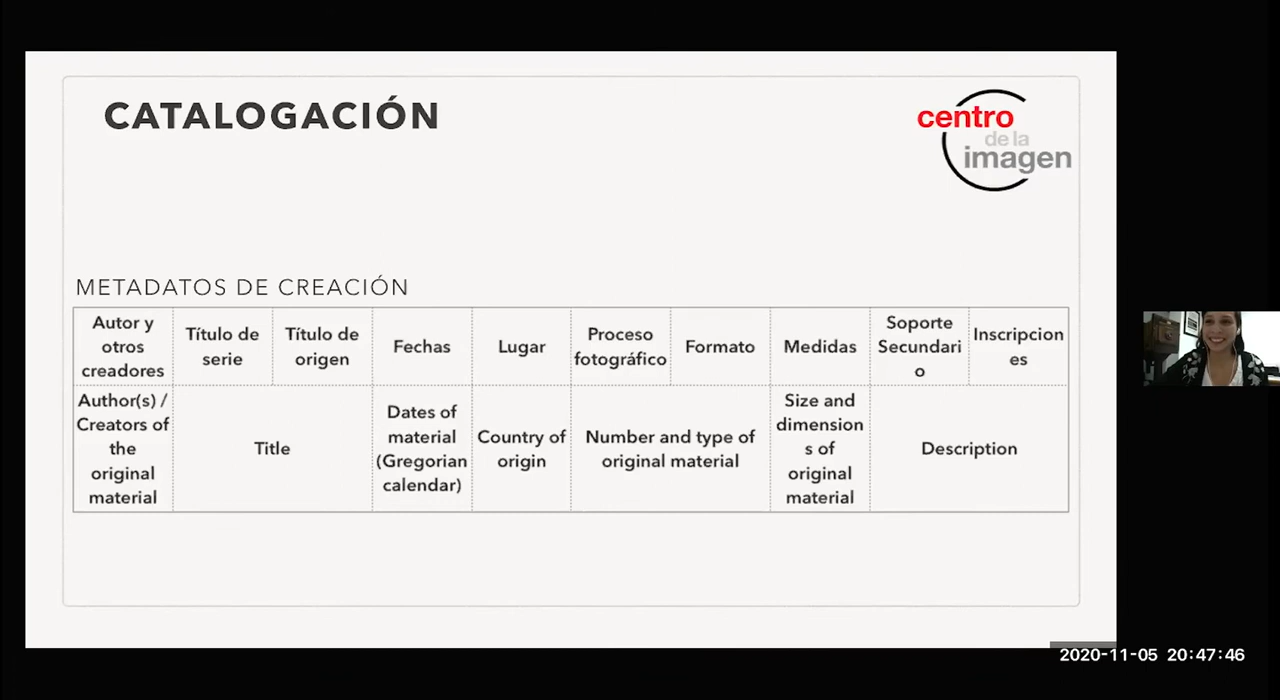 CATALOGACIÓN
centro
de la
imagen
METADATOS DE CREACIÓN
Autor y
otros
creadores
Título de
serie
Título de
origen
Fechas
Lugar
Proceso
fotográfico
Formato
Medidas
Soporte
Secundari
o
Inscripcion
es
Author(s) /
Creators of
the
original
material
Title
Dates of
material
(Gregorian
calendar)
Country of
origin
Number and type of
original material
Size and
dimension
s of
original
material
Description
2020-11-05 20:47:46